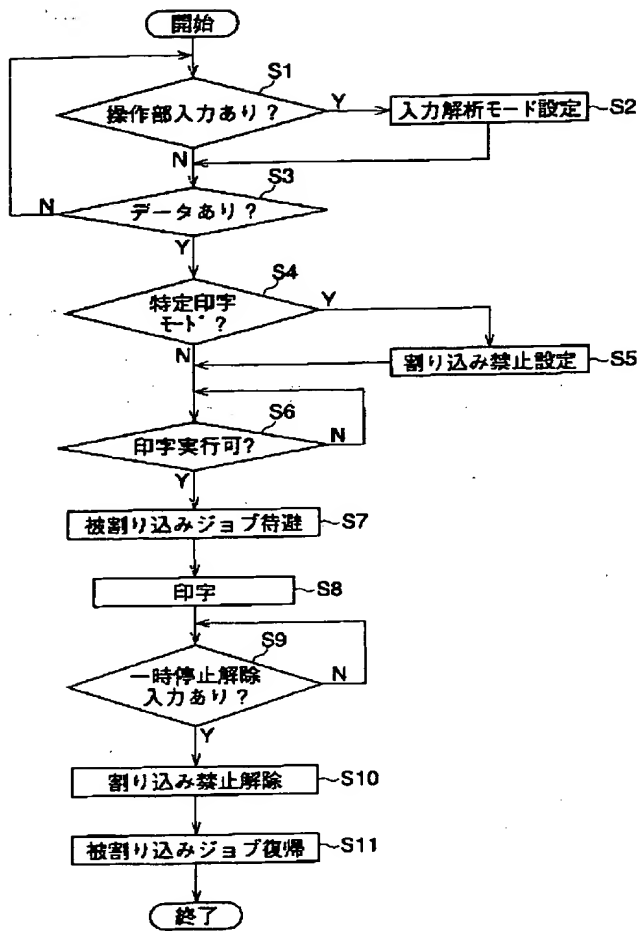 開始
S1
操作部入力あり？
Y
入力解析モード設定
S2
N
S3
N
データあり？
Y
S4
特定印字
モード？
Y
N
割り込み禁止設定
S5
S6
印字実行可?
N
Y
被割り込みジョブ待避
S7
印字
S8
S9
一時停止解除
入力あり？
N
Y
割り込み禁止解除
S10
被割り込みジョブ復帰
S11
終了